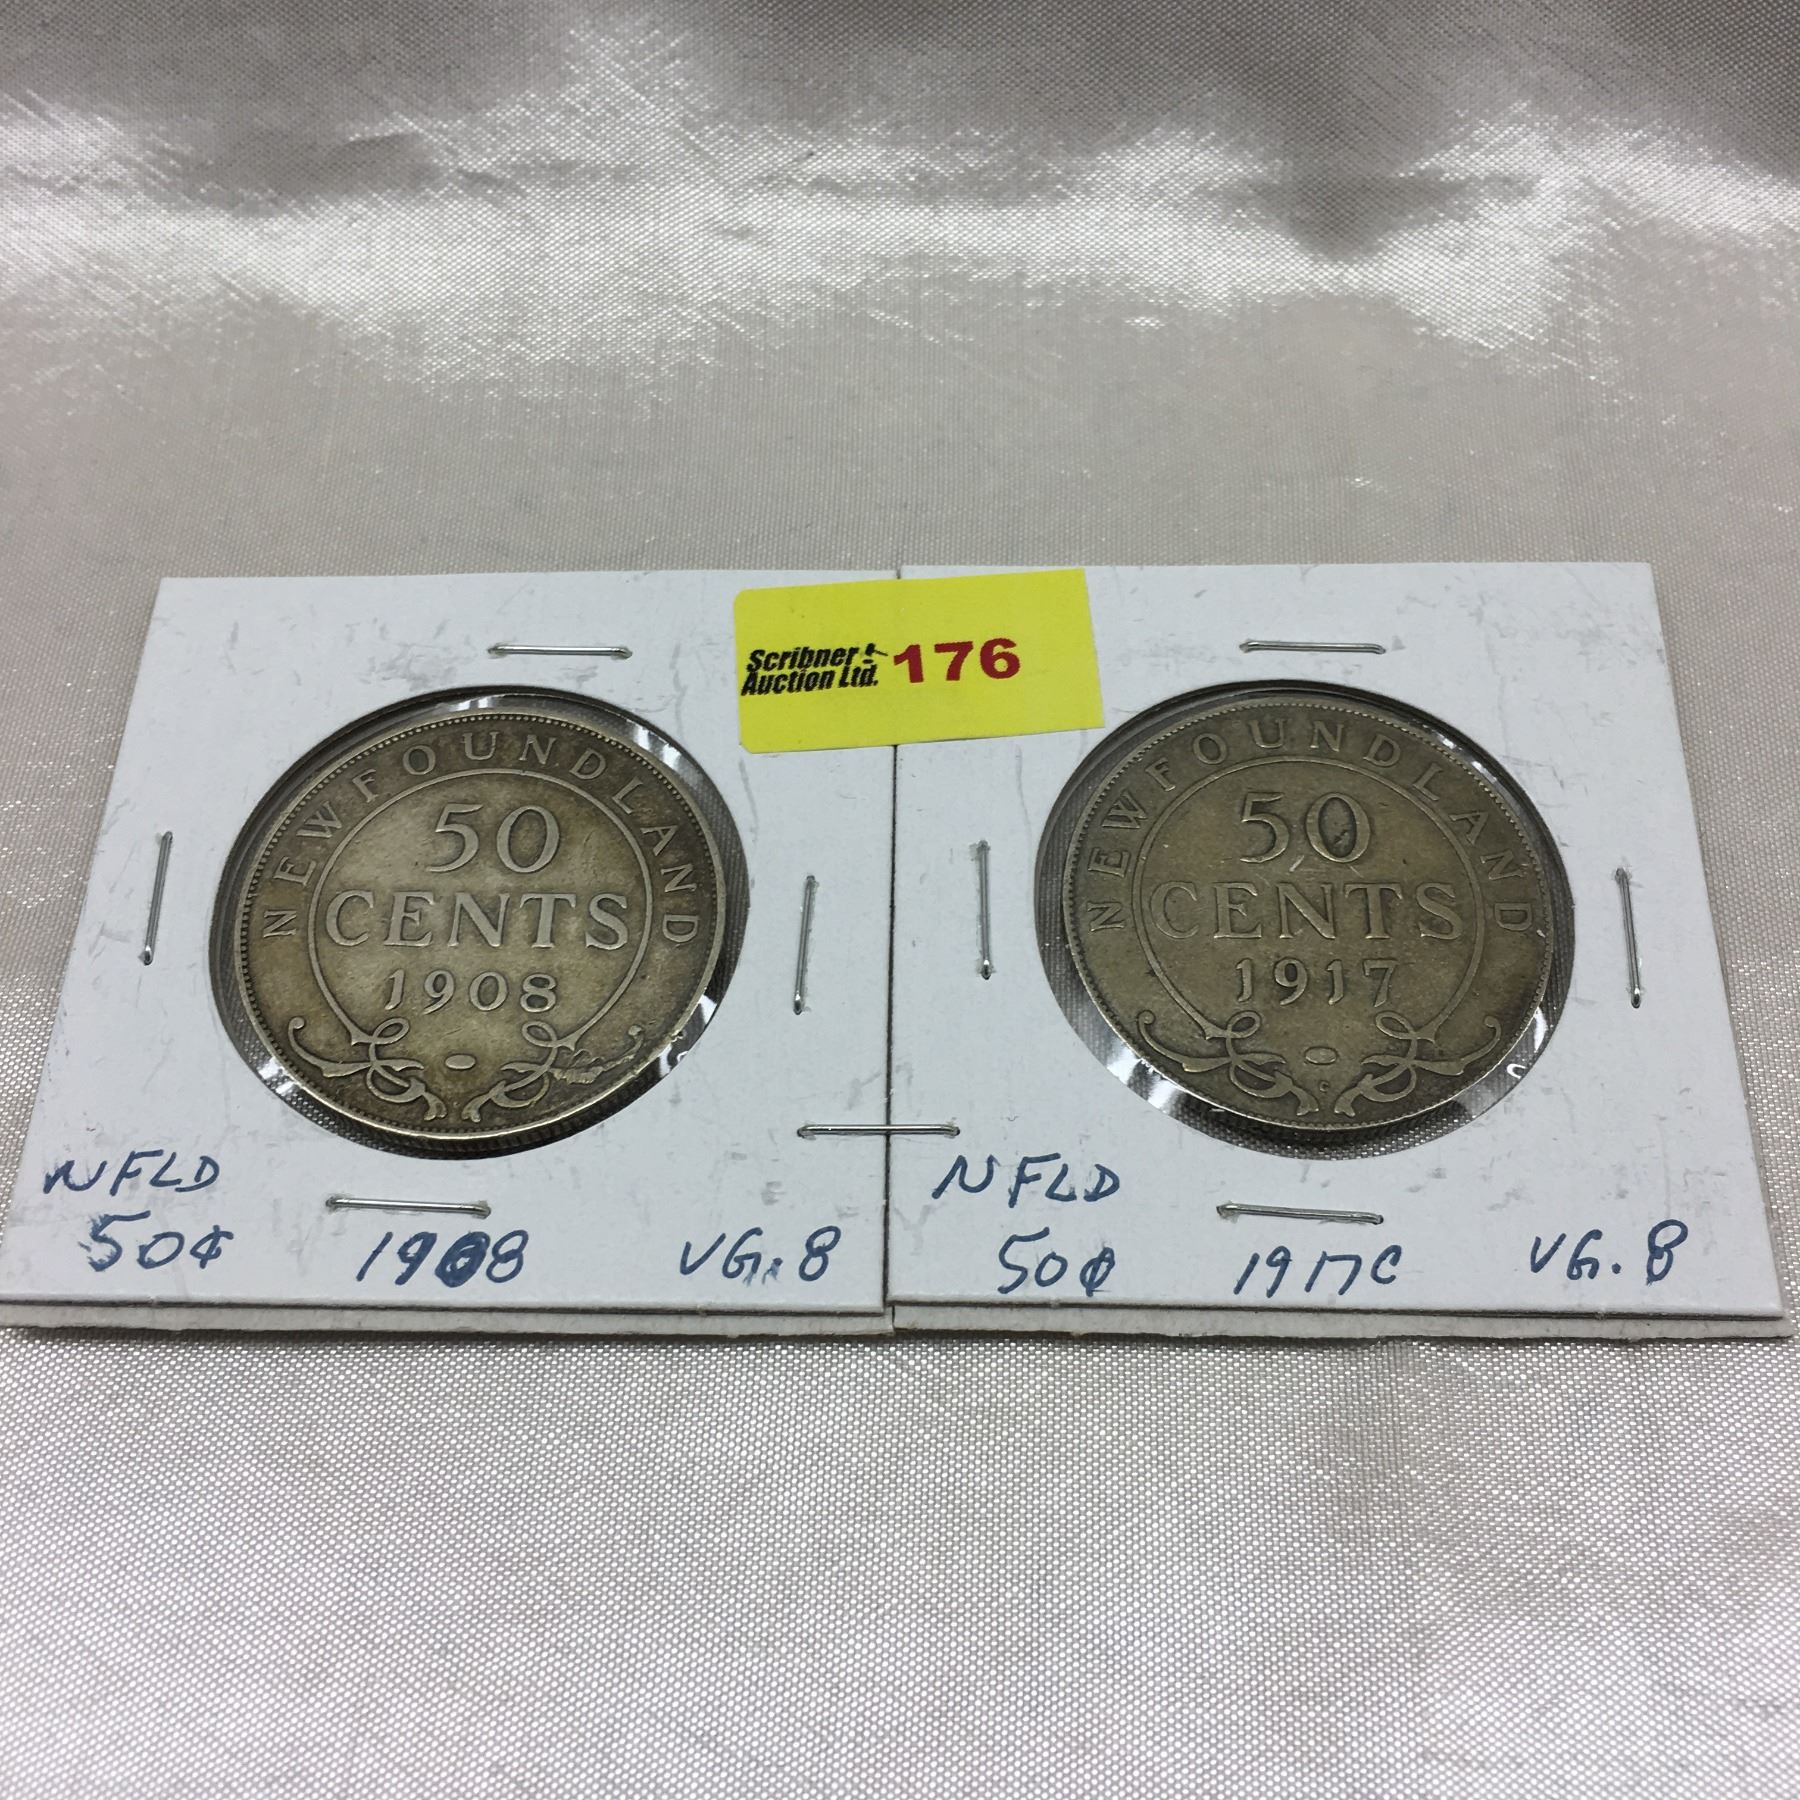 Scribner
Auction Ltd.
176
NEWFOUNDLAND
50
CENTS
1908
NEWFOUNDLAND
50
CENTS
1917
C
NFLD
50¢ 1908 VG.8
NFLD
50¢ 1917C VG.8